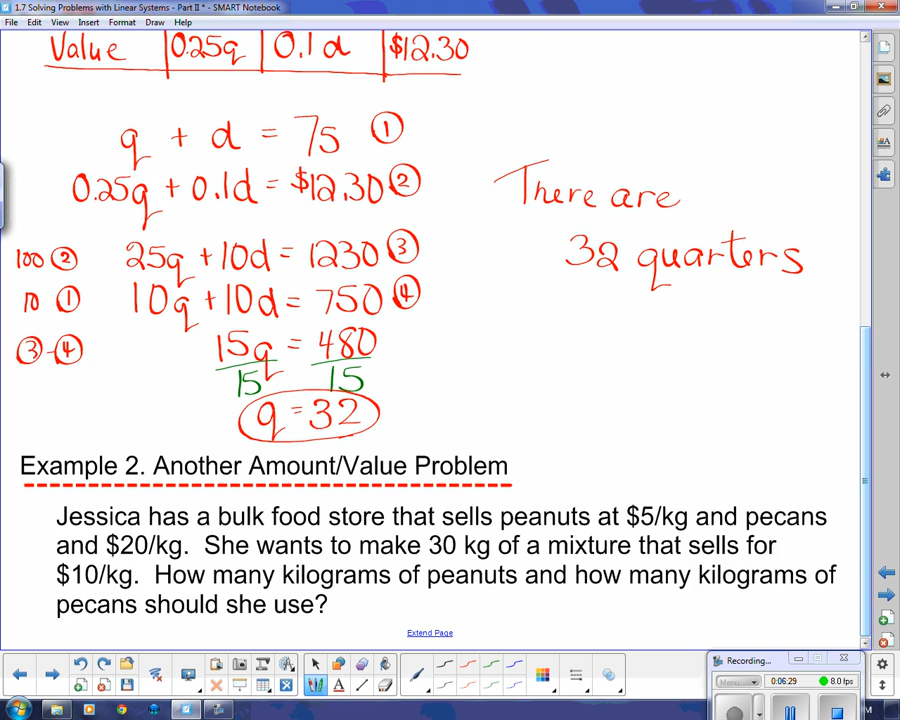 1.7 Solving Problems with Linear Systems - Part II * - SMART Notebook
File Edit View Insert Format Draw Help
Value 0.25q 0.1d $12.30
q + d = 75 ①
0.25q + 0.1d = $12.30 ②
There are
32 quarters
100 ② 25q + 10d = 1230 ③
10 ① 10q + 10d = 750 ④
③ - ④ 15q = 480
15 15
q = 32
Example 2. Another Amount/Value Problem
Jessica has a bulk food store that sells peanuts at $5/kg and pecans
and $20/kg. She wants to make 30 kg of a mixture that sells for
$10/kg. How many kilograms of peanuts and how many kilograms of
pecans should she use?
Extend Page
Recording...
Menu 0:06:29 8.0 fps